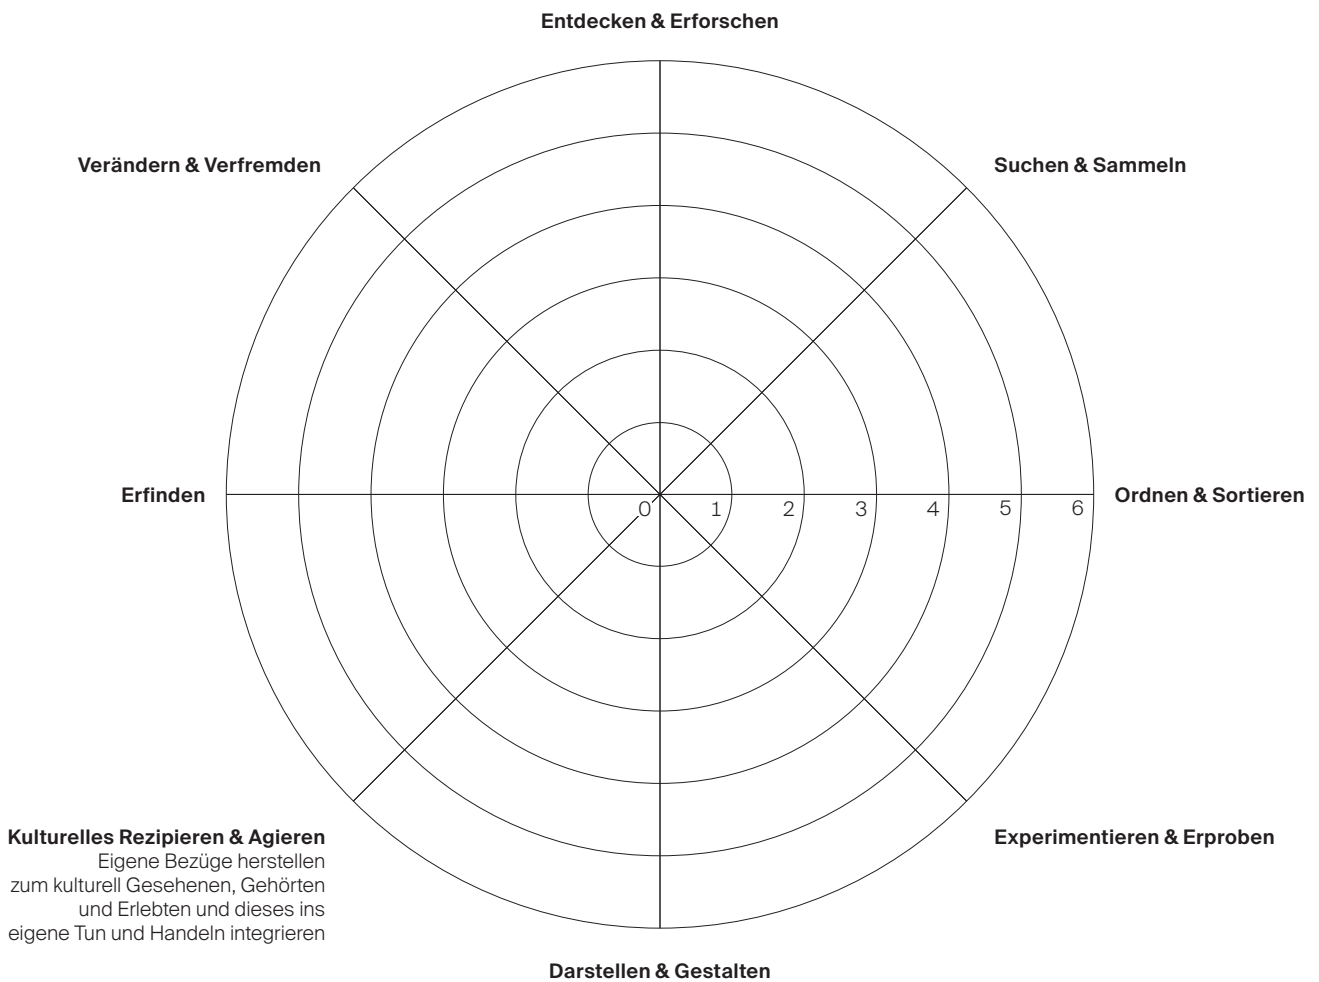 Entdecken & Erforschen
Verändern & Verfremden
Suchen & Sammeln
Erfinden
0 1 2 3 4 5 6
Ordnen & Sortieren
Kulturelles Rezipieren & Agieren
Eigene Bezüge herstellen
zum kulturell Gesehenen, Gehörten
und Erlebten und dieses ins
eigene Tun und Handeln integrieren
Experimentieren & Erproben
Darstellen & Gestalten